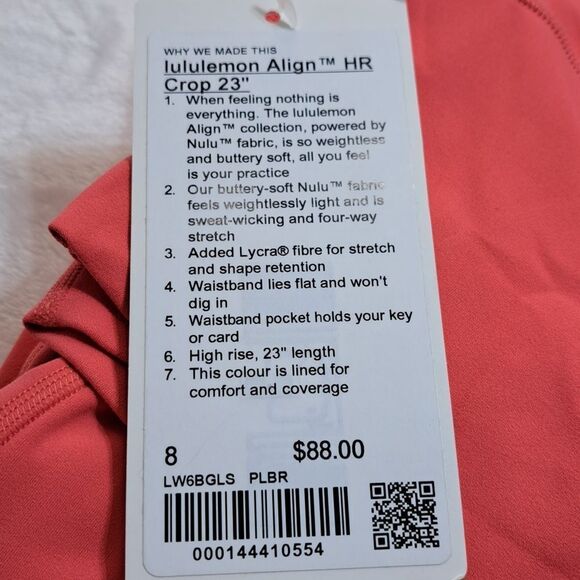 WHY WE MADE THIS
lululemon Align™ HR
Crop 23"
1. When feeling nothing is
everything. The lululemon
Align™ collection, powered by
Nulu™ fabric, is so weightless
and buttery soft, all you feel
is your practice
2. Our buttery-soft Nulu™ fabric
feels weightlessly light and is
sweat-wicking and four-way
stretch
3. Added Lycra® fibre for stretch
and shape retention
4. Waistband lies flat and won't
dig in
5. Waistband pocket holds your key
or card
6. High rise, 23" length
7. This colour is lined for
comfort and coverage
8 $88.00
LW6BGLS PLBR
000144410554